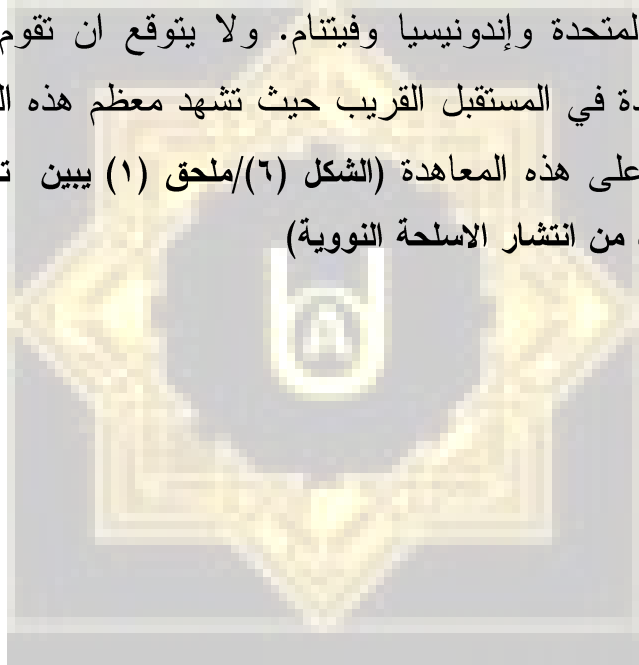 لمتحدة وإندونيسيا وفيتنام. ولا يتوقع ان تقوم
دة في المستقبل القريب حيث تشهد معظم هذه ال
على هذه المعاهدة (الشكل (٦)/ملحق (١) يبين ت
من انتشار الاسلحة النووية)